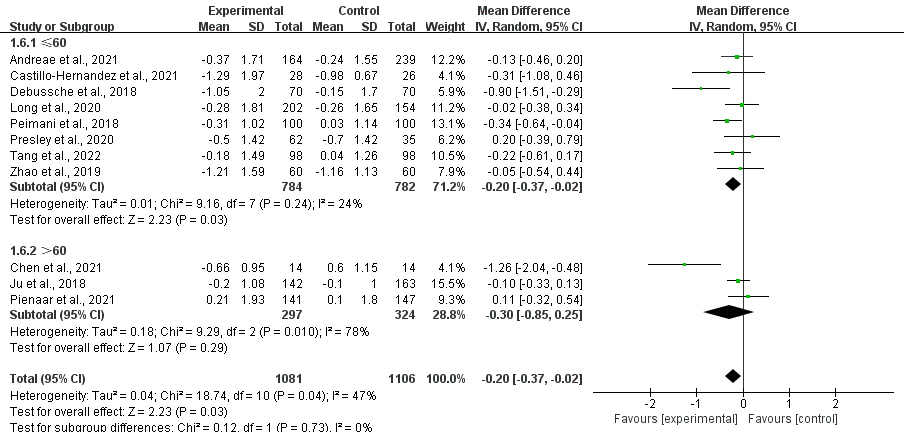 Experimental Control Mean Difference Mean Difference
Study or Subgroup Mean SD Total Mean SD Total Weight IV, Random, 95% CI IV, Random, 95% CI
1.6.1 ≤60
Andreae et al., 2021 -0.37 1.71 164 -0.24 1.55 239 12.2% -0.13 [-0.46, 0.20]
Castillo-Hernandez et al., 2021 -1.29 1.97 28 -0.98 0.67 26 4.1% -0.31 [-1.08, 0.46]
Debussche et al., 2018 -1.05 2 70 -0.15 1.7 70 5.9% -0.90 [-1.51, -0.29]
Long et al., 2020 -0.28 1.81 202 -0.26 1.65 154 11.4% -0.02 [-0.38, 0.34]
Peimani et al., 2018 -0.31 1.02 100 0.03 1.14 100 13.1% -0.34 [-0.64, -0.04]
Presley et al., 2020 -0.5 1.42 62 -0.7 1.42 35 6.2% 0.20 [-0.39, 0.79]
Tang et al., 2022 -0.18 1.49 98 0.04 1.26 98 10.5% -0.22 [-0.61, 0.17]
Zhao et al., 2019 -1.21 1.59 60 -1.16 1.13 60 7.9% -0.05 [-0.54, 0.44]
Subtotal (95% CI) 784 782 71.2% -0.20 [-0.37, -0.02]
Heterogeneity: Tau² = 0.01; Chi² = 9.16, df = 7 (P = 0.24); I² = 24%
Test for overall effect: Z = 2.23 (P = 0.03)
1.6.2 >60
Chen et al., 2021 -0.66 0.95 14 0.6 1.15 14 4.1% -1.26 [-2.04, -0.48]
Ju et al., 2018 -0.2 1.08 142 -0.1 1 163 15.5% -0.10 [-0.33, 0.13]
Pienaar et al., 2021 0.21 1.93 141 0.1 1.8 147 9.3% 0.11 [-0.32, 0.54]
Subtotal (95% CI) 297 324 28.8% -0.30 [-0.85, 0.25]
Heterogeneity: Tau² = 0.18; Chi² = 9.29, df = 2 (P = 0.010); I² = 78%
Test for overall effect: Z = 1.07 (P = 0.29)
Total (95% CI) 1081 1106 100.0% -0.20 [-0.37, -0.02]
Heterogeneity: Tau² = 0.04; Chi² = 18.74, df = 10 (P = 0.04); I² = 47%
Test for overall effect: Z = 2.23 (P = 0.03)
Test for subgroup differences: Chi² = 0.12, df = 1 (P = 0.73), I² = 0%
-2 -1 0 1 2
Favours [experimental] Favours [control]